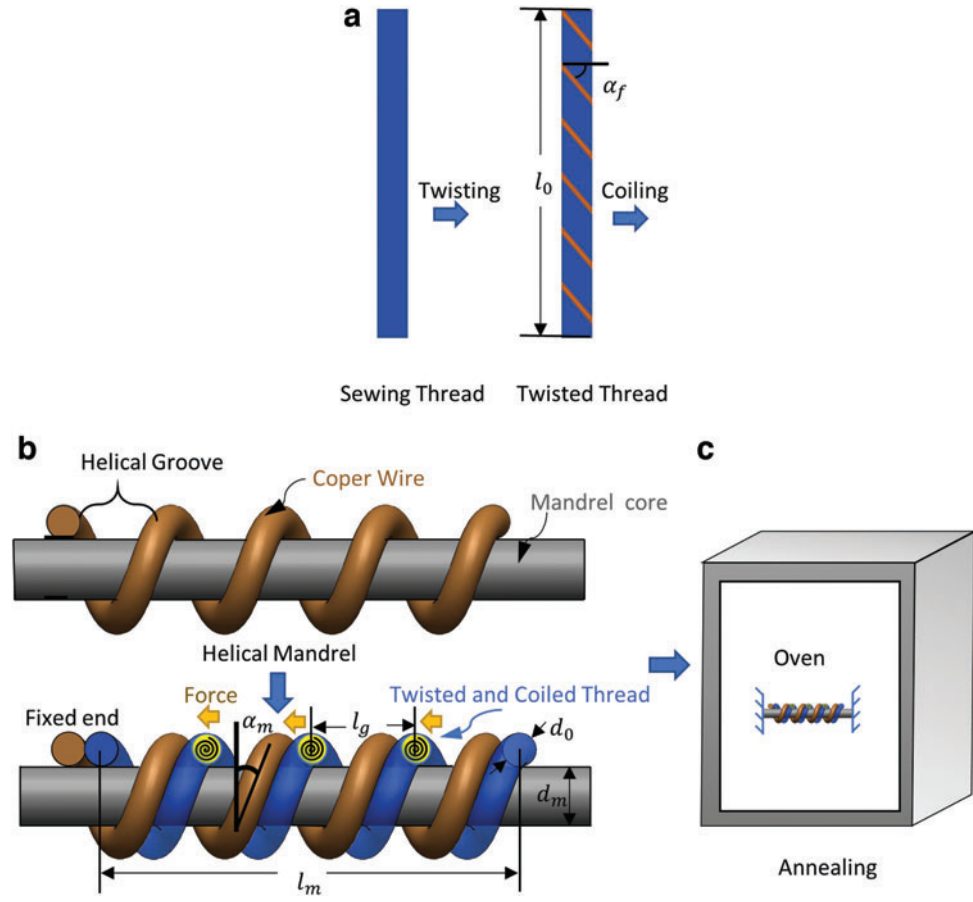 a
α_f
Twisting
l_0
Coiling
Sewing Thread
Twisted Thread
b
Helical Groove
Coper Wire
Mandrel core
Helical Mandrel
Force
α_m
l_g
Twisted and Coiled Thread
Fixed end
d_0
d_m
l_m
c
Oven
Annealing